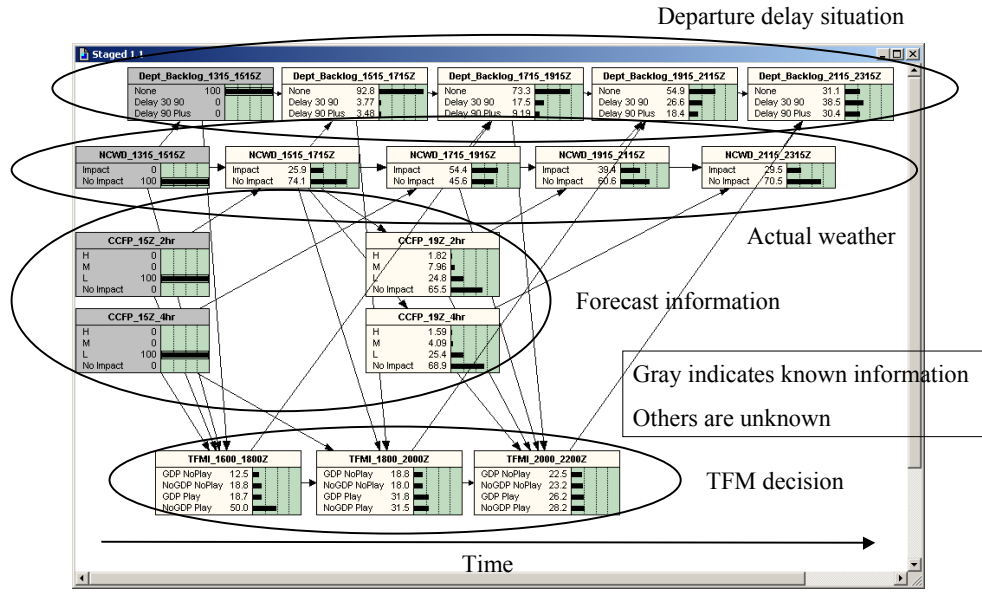 Departure delay situation
Staged 1 1
Dept_Backlog_1315_1515Z
None 100
Delay 30 90 0
Delay 90 Plus 0
Dept_Backlog_1515_1715Z
None 92.8
Delay 30 90 3.77
Delay 90 Plus 3.48
Dept_Backlog_1715_1915Z
None 73.3
Delay 30 90 17.5
Delay 90 Plus 9.19
Dept_Backlog_1915_2115Z
None 54.9
Delay 30 90 26.6
Delay 90 Plus 18.4
Dept_Backlog_2115_2315Z
None 31.1
Delay 30 90 38.5
Delay 90 Plus 30.4
NCWD_1315_1515Z
Impact 0
No Impact 100
NCWD_1515_1715Z
Impact 25.9
No Impact 74.1
NCWD_1715_1915Z
Impact 54.4
No Impact 45.6
NCWD_1915_2115Z
Impact 39.4
No Impact 60.6
NCWD_2115_2315Z
Impact 29.5
No Impact 70.5
Actual weather
CCFP_15Z_2hr
H 0
M 0
L 100
No Impact 0
CCFP_19Z_2hr
H 1.82
M 7.96
L 24.8
No Impact 65.5
Forecast information
CCFP_15Z_4hr
H 0
M 0
L 100
No Impact 0
CCFP_19Z_4hr
H 1.59
M 4.09
L 25.4
No Impact 68.9
Gray indicates known information
Others are unknown
TFMI_1600_1800Z
GDP NoPlay 12.5
NoGDP NoPlay 18.8
GDP Play 18.7
NoGDP Play 50.0
TFMI_1800_2000Z
GDP NoPlay 18.8
NoGDP NoPlay 18.0
GDP Play 31.8
NoGDP Play 31.5
TFMI_2000_2200Z
GDP NoPlay 22.5
NoGDP NoPlay 23.2
GDP Play 26.2
NoGDP Play 28.2
TFM decision
Time